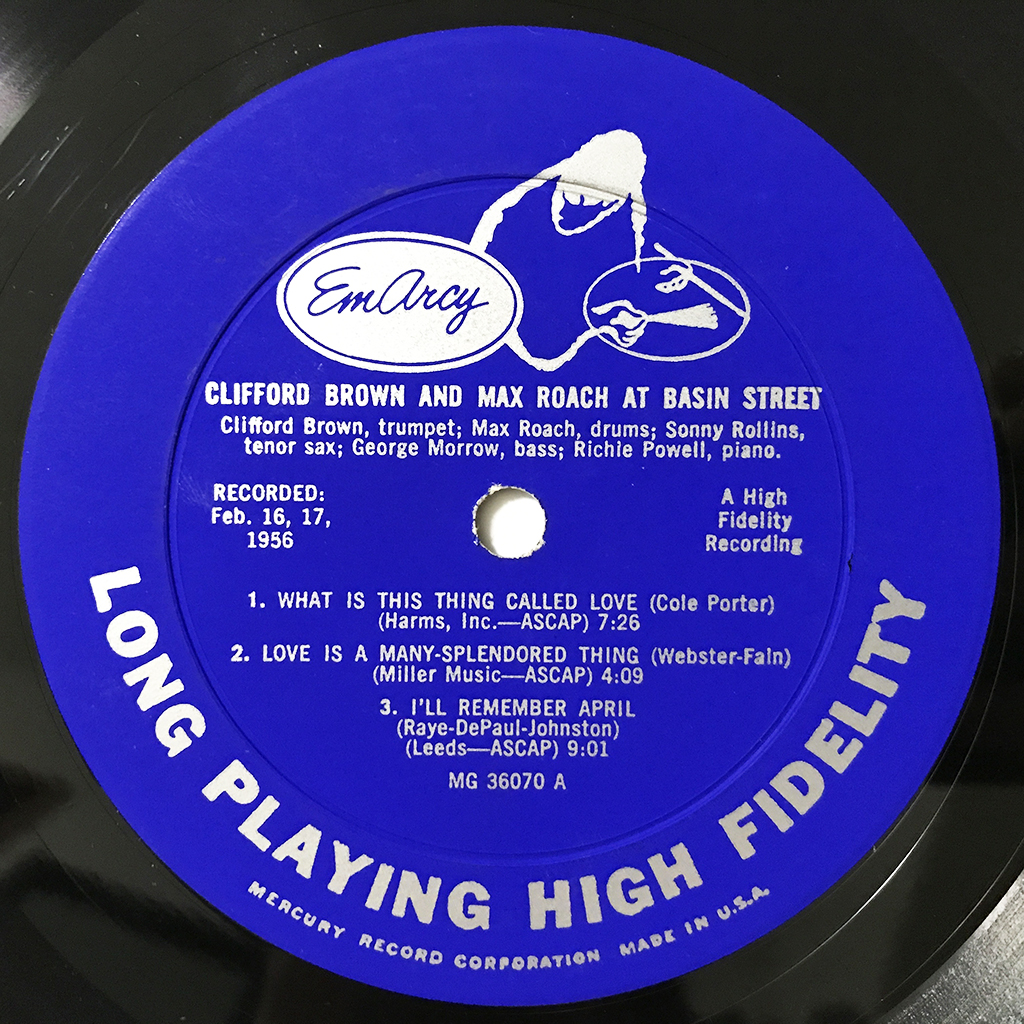 EmArcy
CLIFFORD BROWN AND MAX ROACH AT BASIN STREET
Clifford Brown, trumpet; Max Roach, drums; Sonny Rollins,
tenor sax; George Morrow, bass; Richie Powell, piano.
RECORDED:
Feb. 16, 17,
1956
A High
Fidelity
Recording
1. WHAT IS THIS THING CALLED LOVE (Cole Porter)
(Harms, Inc.—ASCAP) 7:26
2. LOVE IS A MANY-SPLENDORED THING (Webster-Fain)
(Miller Music—ASCAP) 4:09
3. I'LL REMEMBER APRIL
(Raye-DePaul-Johnston)
(Leeds—ASCAP) 9:01
MG 36070 A
LONG PLAYING HIGH FIDELITY
MERCURY RECORD CORPORATION MADE IN U.S.A.